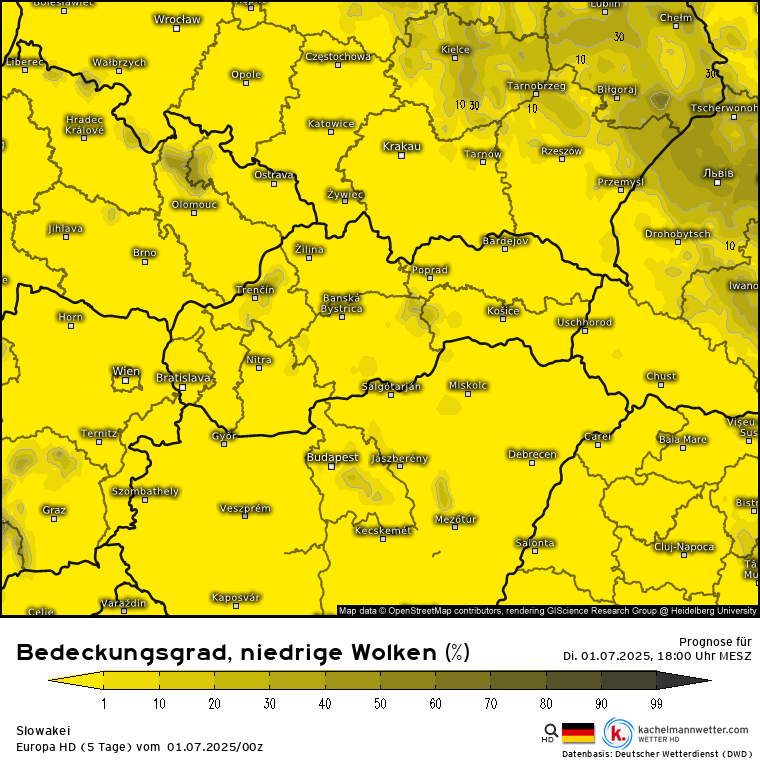 Bolesławiec
Wrocław
Lublin
Chełm
Kielce
30
Liberec
Wałbrzych
Opole
Częstochowa
10
30
Tarnobrzeg
Biłgoraj
10 30
10
Tscherwonoh
Hradec
Králové
Katowice
Krakau
Tarnów
Rzeszów
Przemyśl
Львів
Ostrava
Żywiec
Olomouc
Jihlava
Brno
Žilina
Bardejov
Drohobytsch
10
Poprad
Trenčín
Iwano
Banská
Bystrica
Košice
Uschhorod
Horn
Nitra
Wien
Bratislava
Salgótarján
Miskolc
Chust
Vișeu
Sus
Ternitz
Győr
Carei
Baia Mare
Budapest
Jászberény
Debrecen
Szombathely
Graz
Veszprém
Mezőtúr
Kecskemét
Bistri
Salonta
Cluj-Napoca
Tâ
Mu
Celje
Varaždin
Kaposvár
Map data © OpenStreetMap contributors, rendering GIScience Research Group @ Heidelberg University
Bedeckungsgrad, niedrige Wolken (%)
Prognose für
Di. 01.07.2025, 18:00 Uhr MESZ
1 10 20 30 40 50 60 70 80 90 99
Slowakei
Europa HD (5 Tage) vom 01.07.2025/00z
HD
k.
kachelmannwetter.com
WETTER HD
Datenbasis: Deutscher Wetterdienst (DWD)